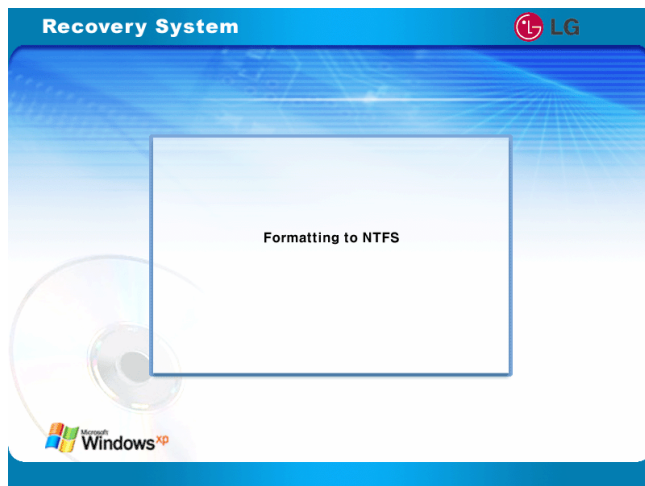 Recovery System
LG
Formatting to NTFS
Microsoft
Windows xp